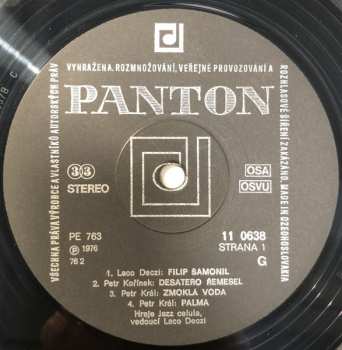 VYHRAZENA. ROZMNOŽOVÁNÍ, VEŘEJNÉ PROVOZOVÁNÍ A
ROZHLASOVÉ ŠÍŘENÍ ZAKÁZÁNO. MADE IN CZECHOSLOVAKIA
VŠECHNA PRÁVA VÝROBCE A VLASTNÍKŮ AUTORSKÝCH PRÁV
PANTON
33
STEREO
OSA
OSVU
PE 763
℗ 1976
76 2
11 0638
STRANA 1
G
1. Laco Deczi: FILIP ŠAMONIL
2. Petr Kořínek: DESATERO ŘEMESEL
3. Petr Král: ZMOKLÁ VODA
4. Petr Král: PALMA
Hraje Jazz celula,
vedoucí Laco Deczi